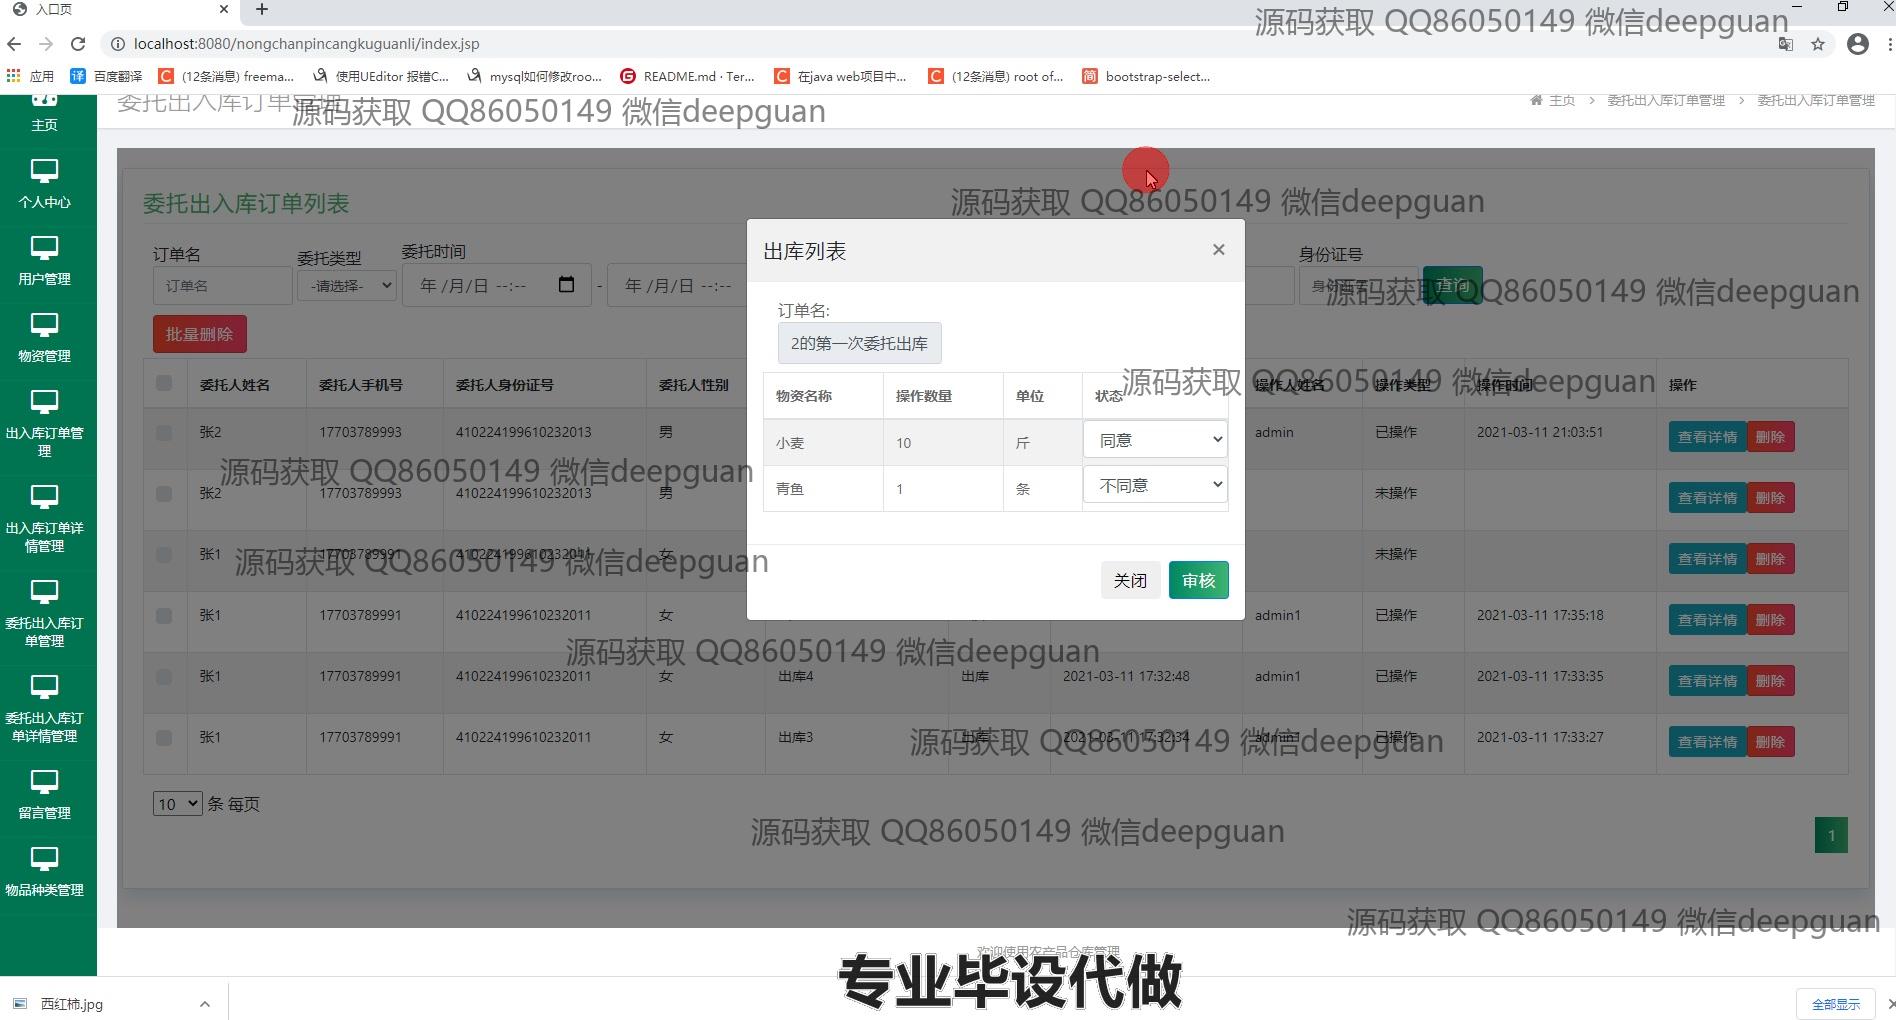 入口页
localhost:8080/nongchanpincangkuguanli/index.jsp
源码获取 QQ86050149 微信deepguan
应用 百度翻译 (12条消息) freema... 使用UEditor 报错C... mysql如何修改roo... README.md · Ter... 在java web项目中... (12条消息) root of... bootstrap-select...
委托出入库订单管理
源码获取 QQ86050149 微信deepguan
主页 > 委托出入库订单管理 > 委托出入库订单管理
主页
个人中心
用户管理
物资管理
出入库订单管
理
出入库订单详
情管理
委托出入库订
单管理
委托出入库订
单详情管理
留言管理
物品种类管理
委托出入库订单列表
源码获取 QQ86050149 微信deepguan
订单名 委托类型 委托时间 身份证号
订单名 -请选择- 年 /月/日 --:-- - 年 /月/日 --:-- 查询
源码获取 QQ86050149 微信deepguan
批量删除
出库列表 ×
订单名:
2的第一次委托出库
物资名称 操作数量 单位 状态
小麦 10 斤 同意
青鱼 1 条 不同意
关闭 审核
源码获取 QQ86050149 微信deepguan
委托人姓名 委托人手机号 委托人身份证号 委托人性别 操作人姓名 操作类型 操作时间 操作
张2 17703789993 410224199610232013 男 admin 已操作 2021-03-11 21:03:51 查看详情 删除
源码获取 QQ86050149 微信deepguan
张2 17703789993 410224199610232013 男 未操作 查看详情 删除
张1 17703789991 410224199610232011 女 未操作 查看详情 删除
源码获取 QQ86050149 微信deepguan
张1 17703789991 410224199610232011 女 admin1 已操作 2021-03-11 17:35:18 查看详情 删除
源码获取 QQ86050149 微信deepguan
张1 17703789991 410224199610232011 女 出库4 出库 2021-03-11 17:32:48 admin1 已操作 2021-03-11 17:33:35 查看详情 删除
张1 17703789991 410224199610232011 女 出库3 出库 2021-03-11 17:32:34 admin1 已操作 2021-03-11 17:33:27 查看详情 删除
源码获取 QQ86050149 微信deepguan
10 条 每页
源码获取 QQ86050149 微信deepguan
1
源码获取 QQ86050149 微信deepguan
欢迎使用农产品仓库管理
专业毕设代做
西红柿.jpg
全部显示